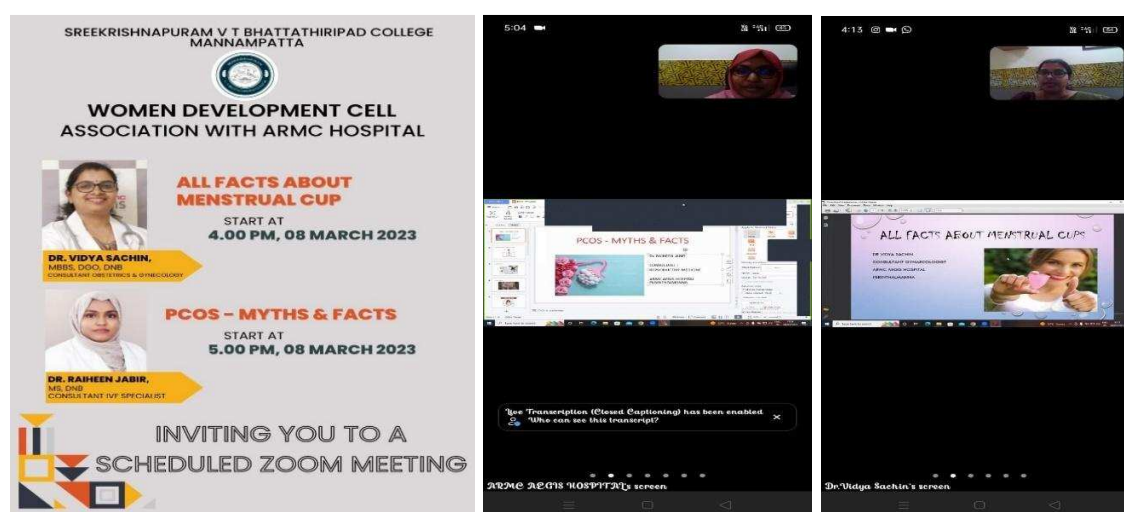 SREEKRISHNAPURAM V T BHATTATHIRIPAD COLLEGE
MANNAMPATTA
WOMEN DEVELOPMENT CELL
ASSOCIATION WITH ARMC HOSPITAL
ALL FACTS ABOUT
MENSTRUAL CUP
START AT
4.00 PM, 08 MARCH 2023
DR. VIDYA SACHIN,
MBBS, DGO, DNB
CONSULTANT OBSTETRICS & GYNECOLOGY
PCOS - MYTHS & FACTS
START AT
5.00 PM, 08 MARCH 2023
DR. RAIHEEN JABIR,
MS, DNB
CONSULTANT IVF SPECIALIST
INVITING YOU TO A
SCHEDULED ZOOM MEETING
5:04
PCOS - MYTHS & FACTS
Live Transcription (Closed Captioning) has been enabled
Who can see this transcript?
ARMC AEGIS HOSPITAL's screen
4:13
ALL FACTS ABOUT MENSTRUAL CUPS
DR VIDYA SACHIN
CONSULTANT GYNAECOLOGIST
ARMC AEGIS HOSPITAL
PERINTHALMANNA
Dr.Vidya Sachin's screen